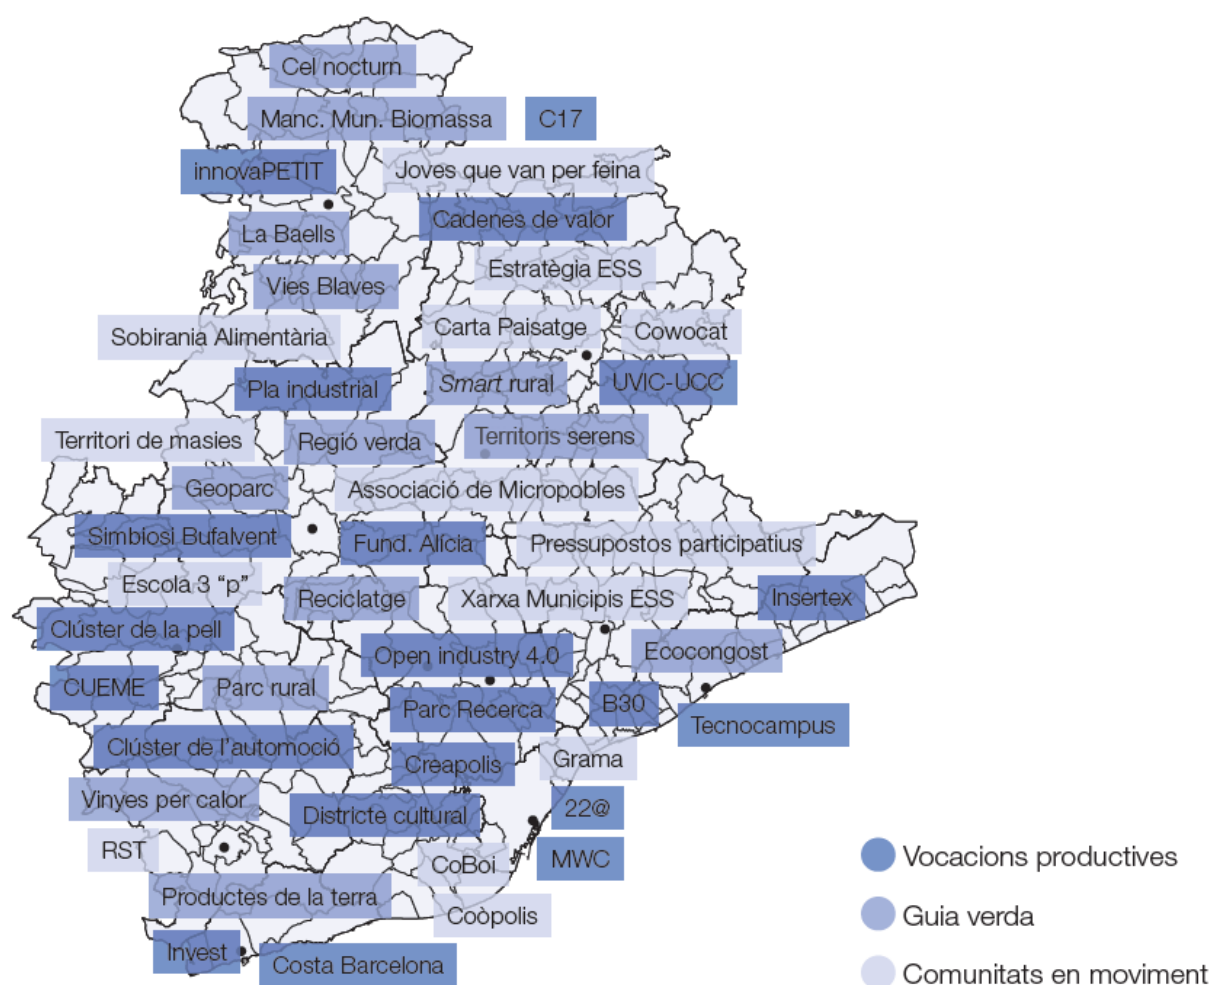 Cel nocturn
Manc. Mun. Biomassa
C17
innovaPETIT
Joves que van per feina
La Baells
Cadenes de valor
Estratègia ESS
Vies Blaves
Sobirania Alimentària
Carta Paisatge
Cowocat
Pla industrial
Smart rural
UVIC-UCC
Territori de masies
Regió verda
Territoris serens
Geoparc
Associació de Micropobles
Simbiosi Bufalvent
Fund. Alícia
Pressupostos participatius
Escola 3 "p"
Reciclatge
Xarxa Municipis ESS
Insertex
Clúster de la pell
Open industry 4.0
Ecocongost
CUEME
Parc rural
Parc Recerca
B30
Tecnocampus
Clúster de l'automoció
Creapolis
Grama
Vinyes per calor
Districte cultural
22@
RST
CoBoi
MWC
Productes de la terra
Coòpolis
Invest
Costa Barcelona
Vocacions productives
Guia verda
Comunitats en moviment